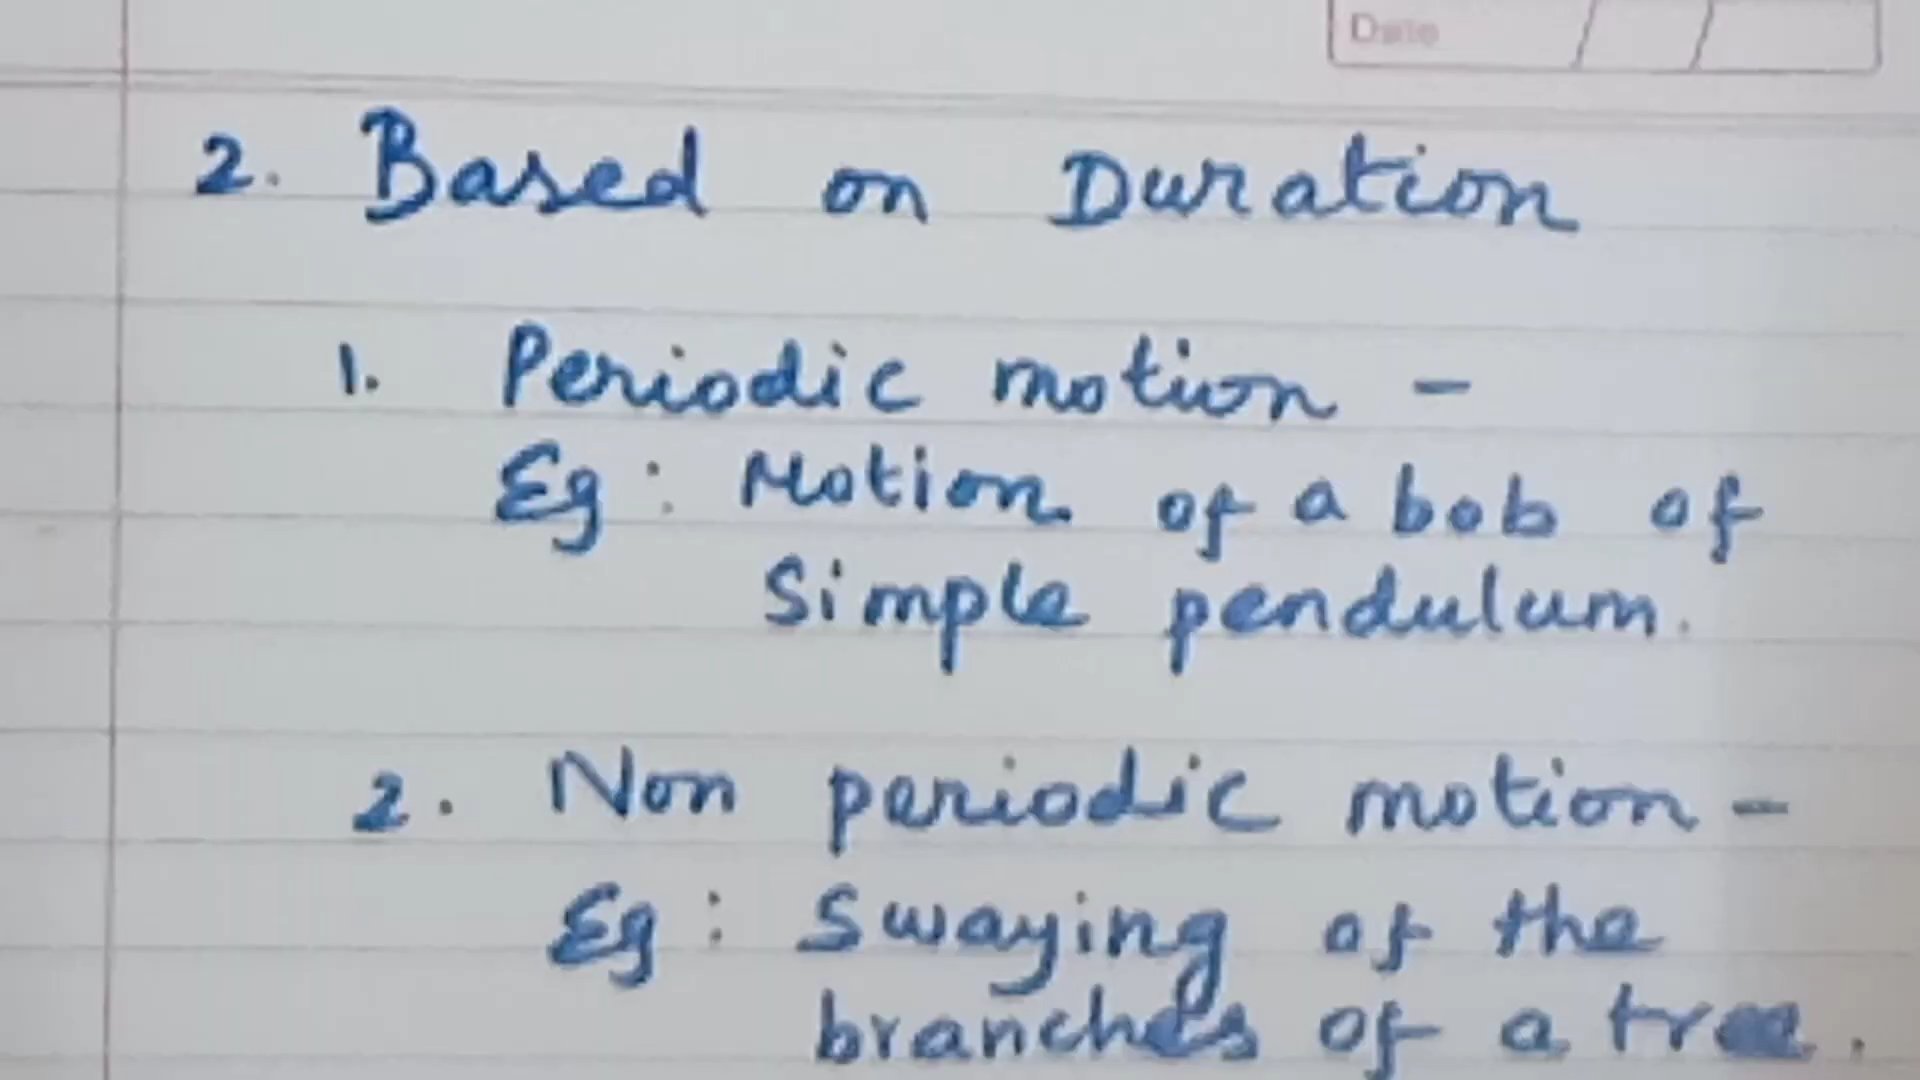 Date
2. Based on Duration
1. Periodic motion -
Eg : Motion of a bob of
Simple pendulum.
2. Non periodic motion -
Eg : Swaying of the
branches of a tree.